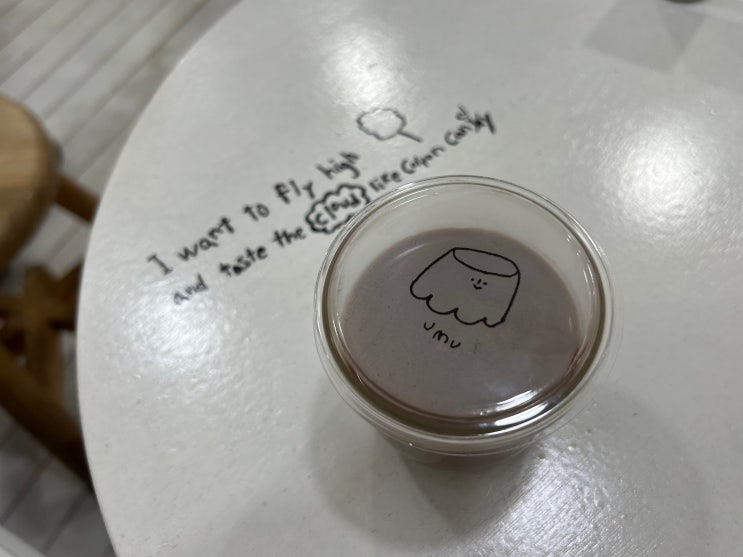 I want to fly high
and taste the cloud like Cotton Candy
UMU